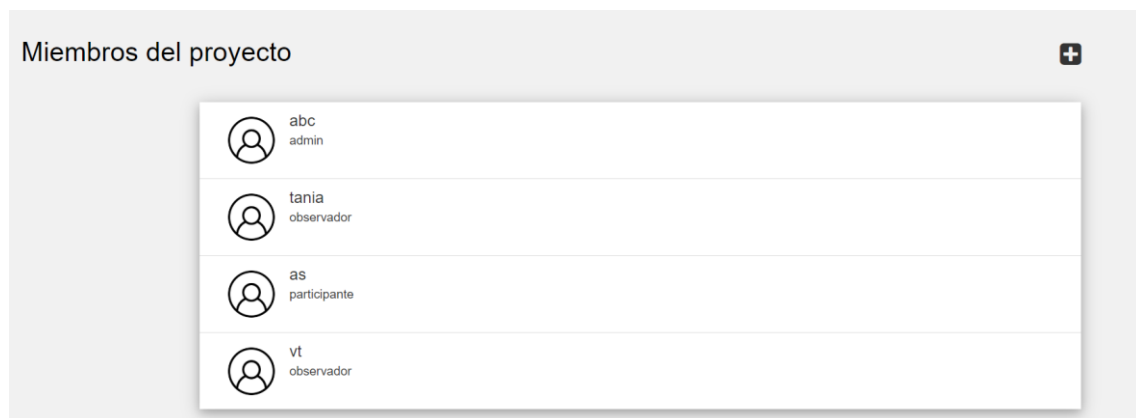 Miembros del proyecto
abc
admin
tania
observador
as
participante
vt
observador